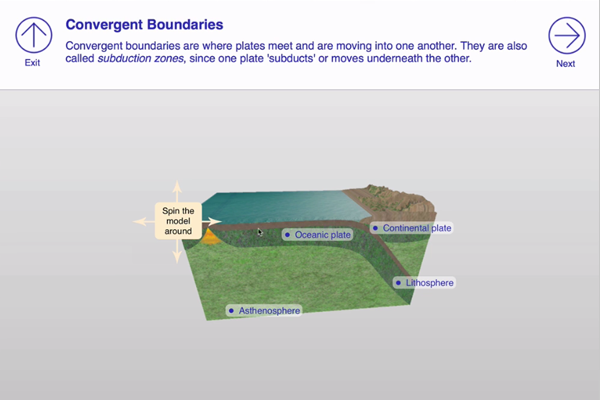 Convergent Boundaries
Convergent boundaries are where plates meet and are moving into one another. They are also
called subduction zones, since one plate 'subducts' or moves underneath the other.
Exit
Next
Spin the
model
around
Oceanic plate
Continental plate
Lithosphere
Asthenosphere